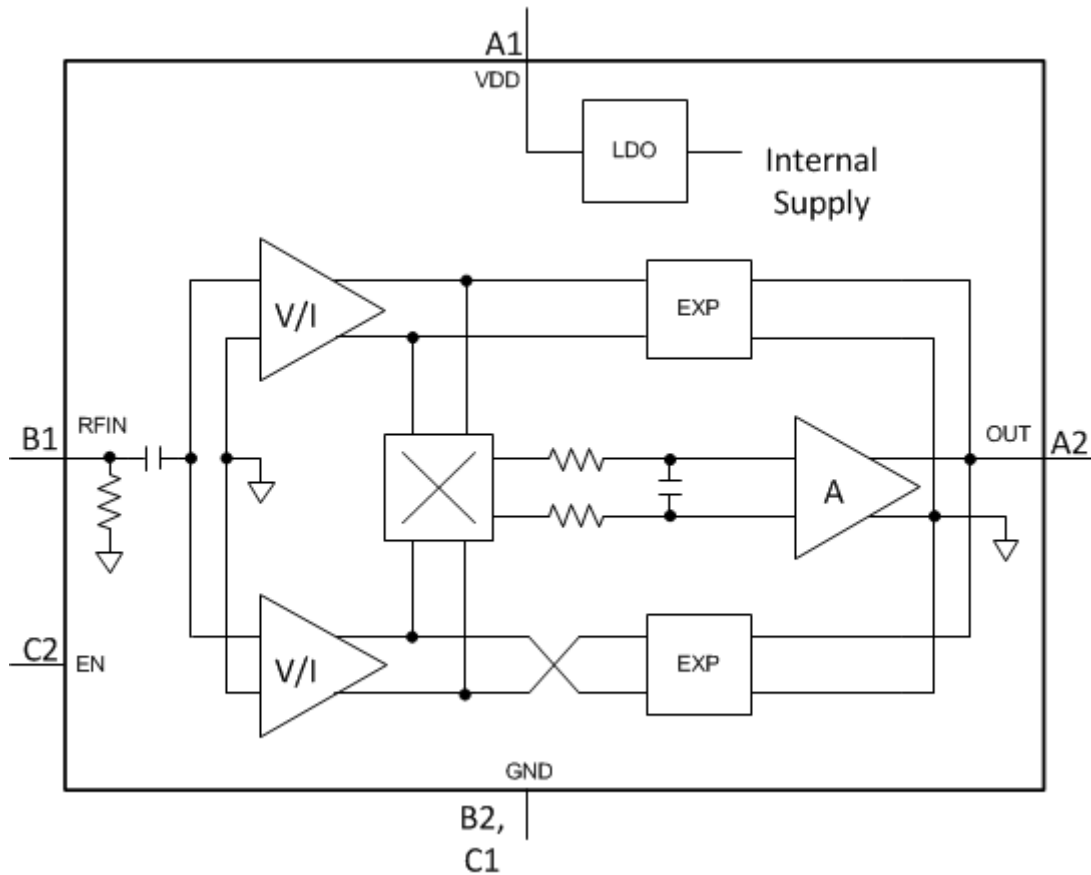 A1
VDD
LDO
Internal
Supply
V/I
EXP
RFIN
B1
OUT
A2
A
C2
EN
V/I
EXP
GND
B2,
C1